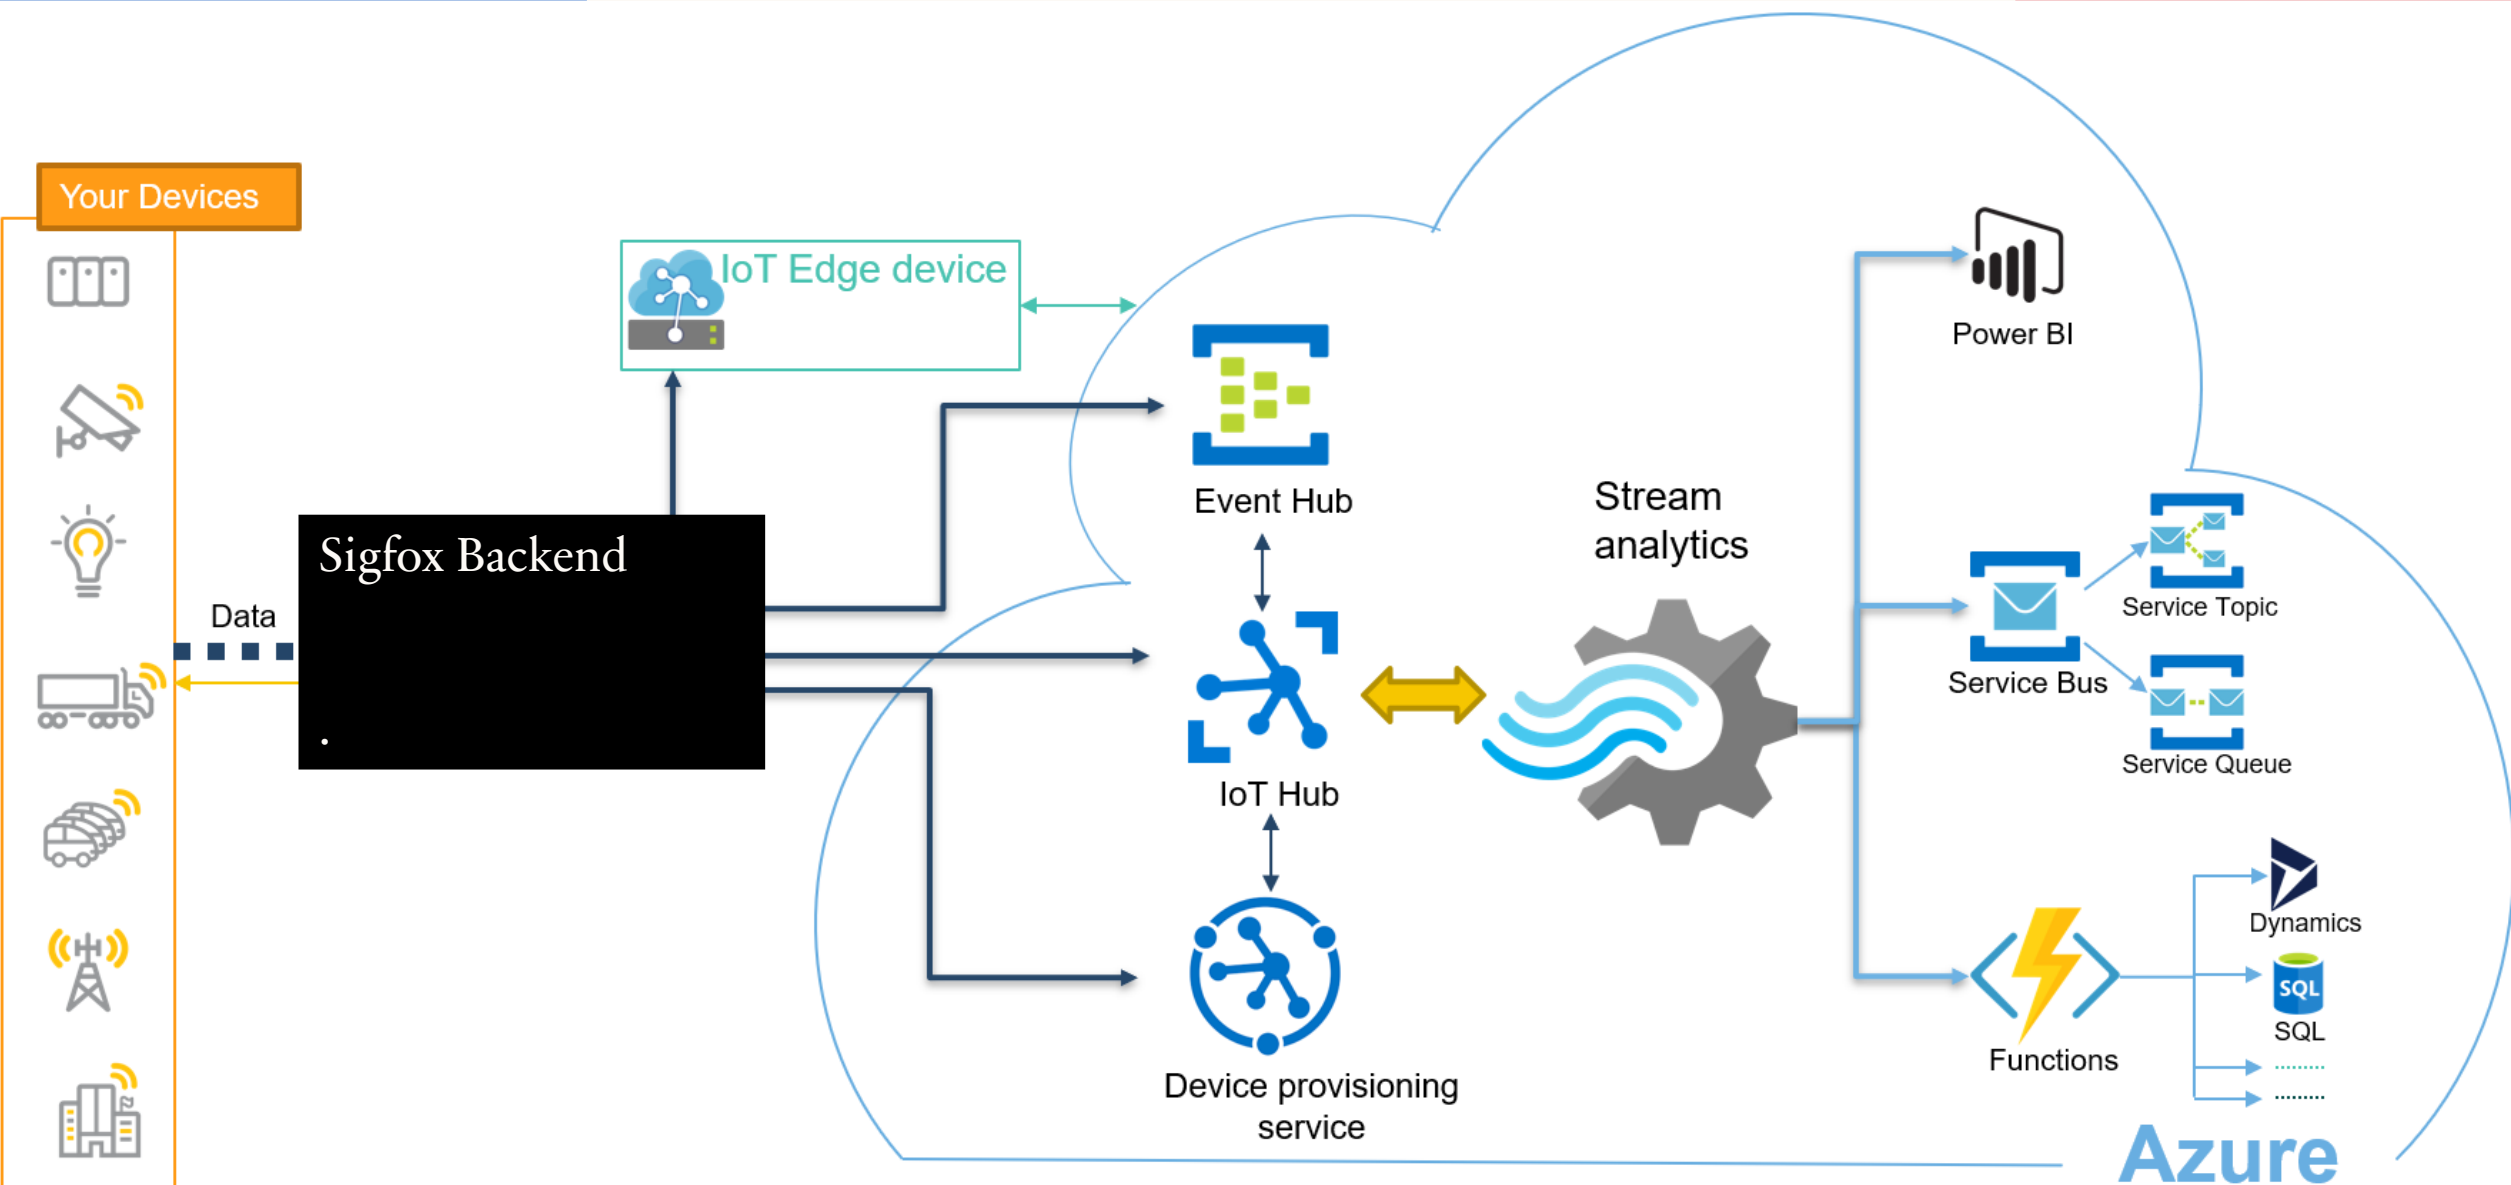 Your Devices
IoT Edge device
Event Hub
Sigfox Backend
.
Data
IoT Hub
Device provisioning
service
Stream
analytics
Power BI
Service Bus
Service Topic
Service Queue
Functions
Dynamics
SQL
SQL
Azure